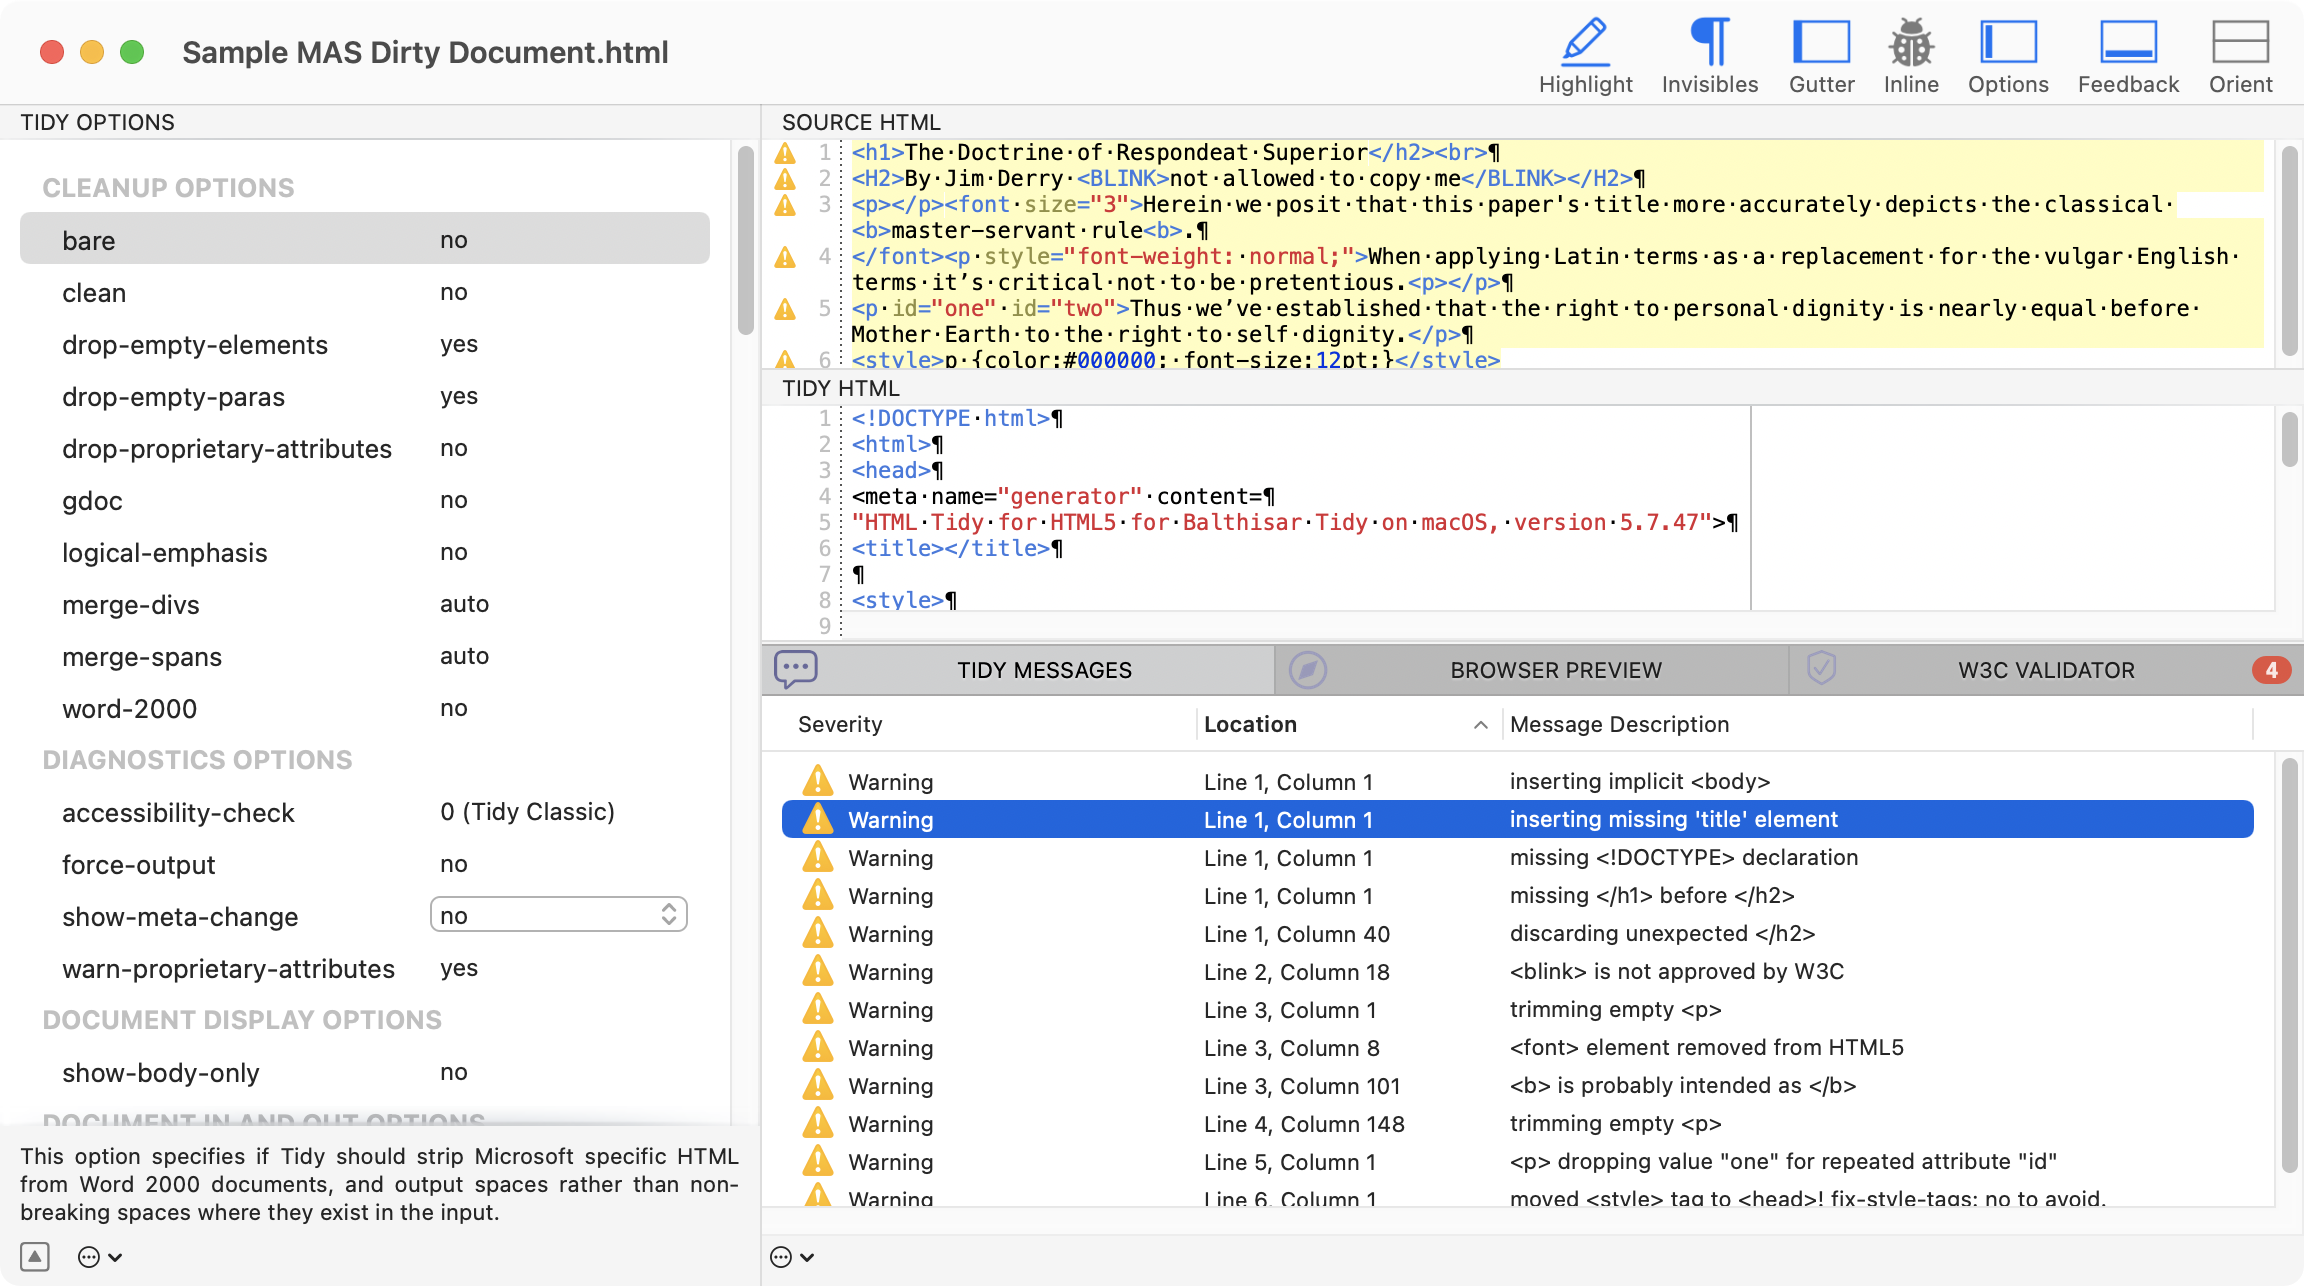 Sample MAS Dirty Document.html
Highlight
Invisibles
Gutter
Inline
Options
Feedback
Orient
TIDY OPTIONS
CLEANUP OPTIONS
bare no
clean no
drop-empty-elements yes
drop-empty-paras yes
drop-proprietary-attributes no
gdoc no
logical-emphasis no
merge-divs auto
merge-spans auto
word-2000 no
DIAGNOSTICS OPTIONS
accessibility-check 0 (Tidy Classic)
force-output no
show-meta-change no
warn-proprietary-attributes yes
DOCUMENT DISPLAY OPTIONS
show-body-only no
DOCUMENT IN AND OUT OPTIONS
This option specifies if Tidy should strip Microsoft specific HTML
from Word 2000 documents, and output spaces rather than non-
breaking spaces where they exist in the input.
SOURCE HTML
1 <h1>The·Doctrine·of·Respondeat·Superior</h2><br>¶
2 <H2>By·Jim·Derry·<BLINK>not·allowed·to·copy·me</BLINK></H2>¶
3 <p></p><font·size="3">Herein·we·posit·that·this·paper's·title·more·accurately·depicts·the·classical·
<b>master-servant·rule<b>.¶
4 </font><p·style="font-weight:·normal;">When·applying·Latin·terms·as·a·replacement·for·the·vulgar·English·
terms·it’s·critical·not·to·be·pretentious.<p></p>¶
5 <p·id="one"·id="two">Thus·we’ve·established·that·the·right·to·personal·dignity·is·nearly·equal·before·
Mother·Earth·to·the·right·to·self·dignity.</p>¶
6 <style>p·{color:#000000;·font-size:12pt;}</style>
TIDY HTML
1 <!DOCTYPE·html>¶
2 <html>¶
3 <head>¶
4 <meta·name="generator"·content=¶
5 "HTML·Tidy·for·HTML5·for·Balthisar·Tidy·on·macOS,·version·5.7.47">¶
6 <title></title>¶
7 ¶
8 <style>¶
9
TIDY MESSAGES
BROWSER PREVIEW
W3C VALIDATOR
4
Severity Location Message Description
Warning Line 1, Column 1 inserting implicit <body>
Warning Line 1, Column 1 inserting missing 'title' element
Warning Line 1, Column 1 missing <!DOCTYPE> declaration
Warning Line 1, Column 1 missing </h1> before </h2>
Warning Line 1, Column 40 discarding unexpected </h2>
Warning Line 2, Column 18 <blink> is not approved by W3C
Warning Line 3, Column 1 trimming empty <p>
Warning Line 3, Column 8 <font> element removed from HTML5
Warning Line 3, Column 101 <b> is probably intended as </b>
Warning Line 4, Column 148 trimming empty <p>
Warning Line 5, Column 1 <p> dropping value "one" for repeated attribute "id"
Warning Line 6, Column 1 moved <style> tag to <head>! fix-style-tags: no to avoid.